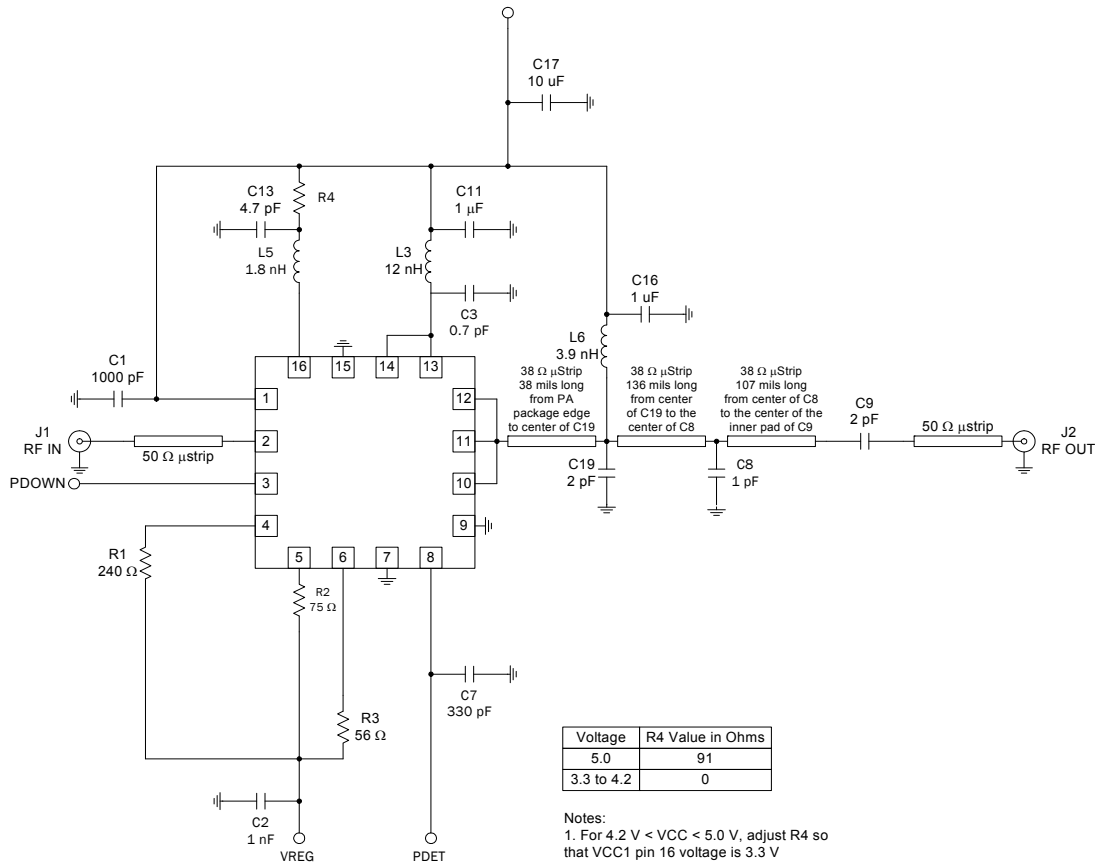 C17
10 uF
C13
4.7 pF
R4
C11
1 µF
L5
1.8 nH
L3
12 nH
C16
1 uF
C3
0.7 pF
L6
3.9 nH
16
15
14
13
38 Ω µStrip
38 mils long
from PA
package edge
to center of C19
38 Ω µStrip
136 mils long
from center
of C19 to the
center of C8
38 Ω µStrip
107 mils long
from center of C8
to the center of the
inner pad of C9
C1
1000 pF
1
12
C9
2 pF
J1
RF IN
50 Ω µstrip
2
11
50 Ω µstrip
J2
RF OUT
PDOWN
3
10
C19
2 pF
C8
1 pF
4
9
R1
240 Ω
5
6
7
8
R2
75 Ω
R3
56 Ω
C7
330 pF
C2
1 nF
VREG
PDET
Voltage R4 Value in Ohms
5.0 91
3.3 to 4.2 0
Notes:
1. For 4.2 V < VCC < 5.0 V, adjust R4 so
that VCC1 pin 16 voltage is 3.3 V